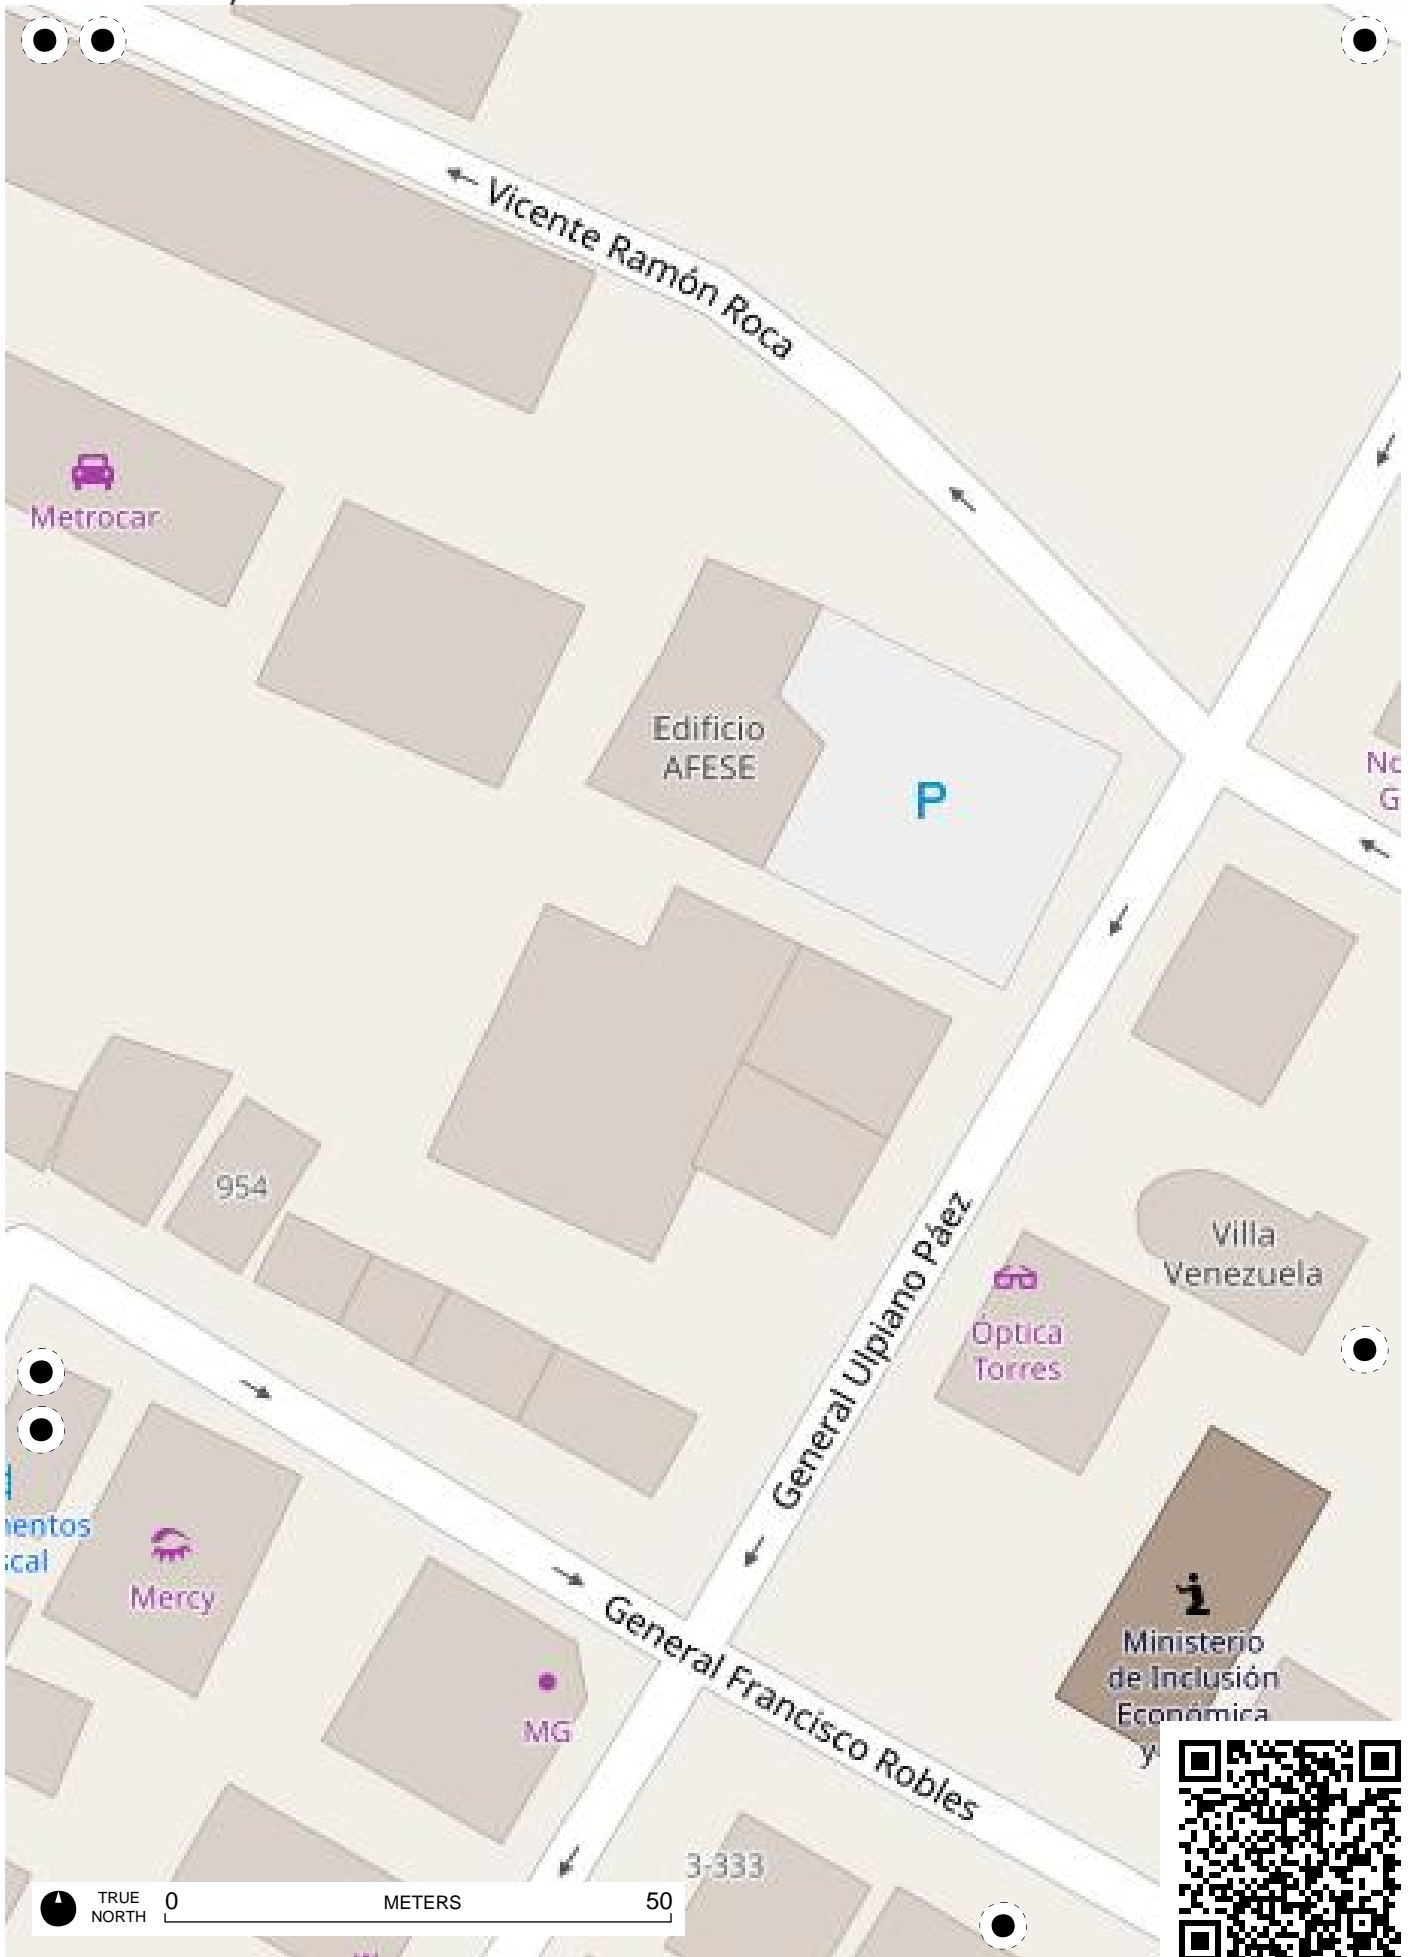 Vicente Ramón Roca
Metrocar
Edificio
AFESE
P
954
General Ulpiano Páez
Villa
Venezuela
Óptica
Torres
Mercy
General Francisco Robles
MG
Ministerio
de Inclusión
Económica
y
3-333
TRUE
NORTH
0 METERS 50